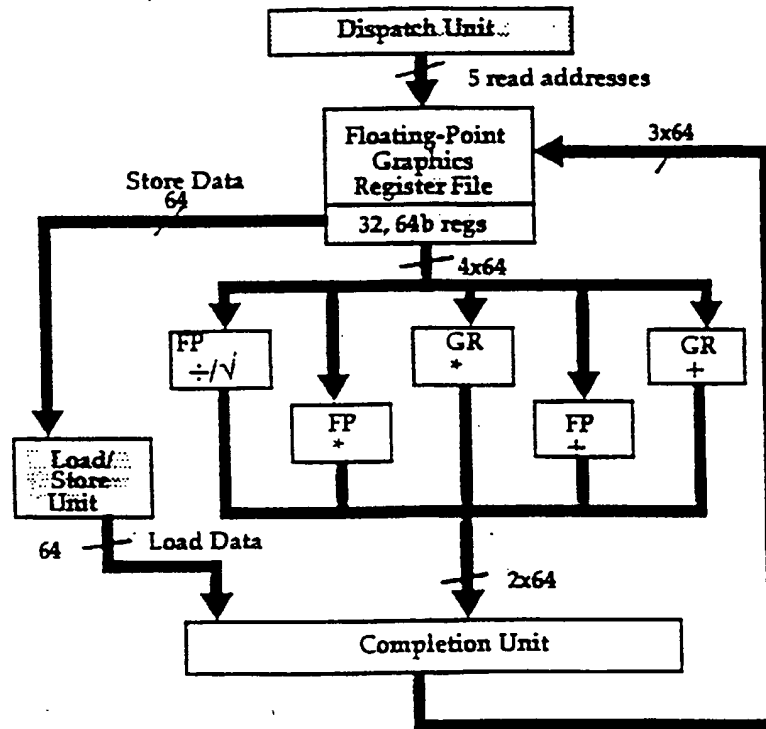 Dispatch Unit
5 read addresses
Floating-Point
Graphics
Register File
3x64
Store Data
64
32, 64b regs
4x64
FP
÷/√
GR
*
GR
+
FP
*
FP
+
Load/
Store
Unit
64
Load Data
2x64
Completion Unit